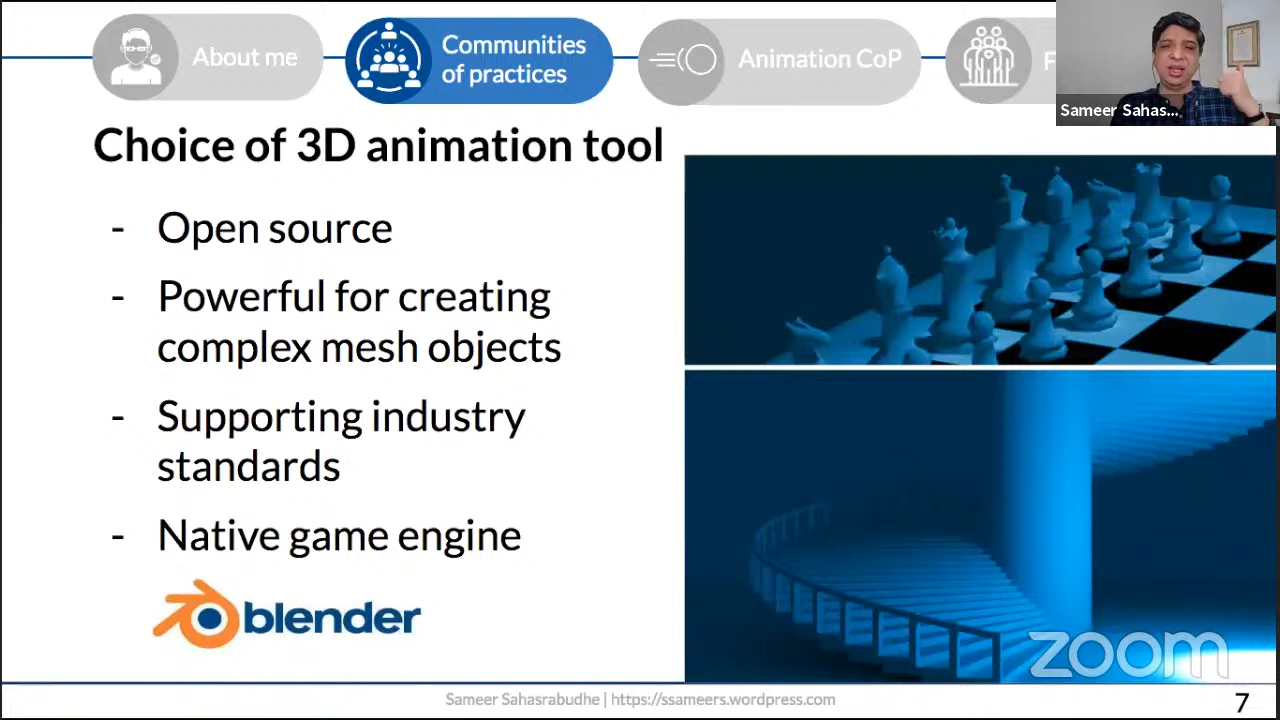 About me
Communities
of practices
Animation CoP
F
Sameer Sahas...
Choice of 3D animation tool
- Open source
- Powerful for creating
complex mesh objects
- Supporting industry
standards
- Native game engine
blender
zoom
Sameer Sahasrabudhe | https://ssameers.wordpress.com
7